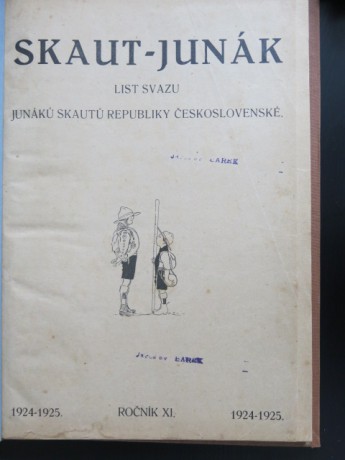 SKAUT-JUNÁK
LIST SVAZU
JUNÁKŮ SKAUTŮ REPUBLIKY ČESKOSLOVENSKÉ.
1924-1925. ROČNÍK XI. 1924-1925.